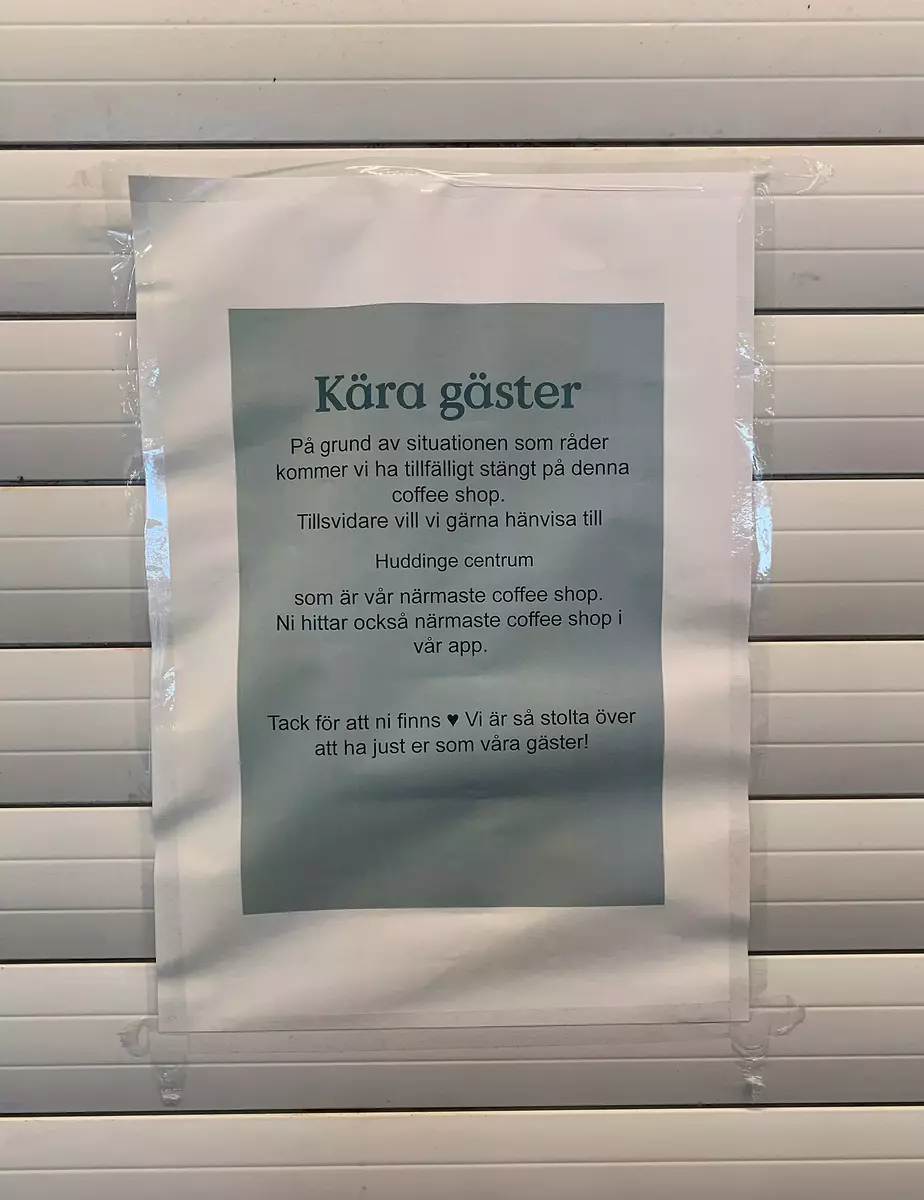 Kära gäster
På grund av situationen som råder
kommer vi ha tillfälligt stängt på denna
coffee shop.
Tillsvidare vill vi gärna hänvisa till
Huddinge centrum
som är vår närmaste coffee shop.
Ni hittar också närmaste coffee shop i
vår app.
Tack för att ni finns ♥ Vi är så stolta över
att ha just er som våra gäster!